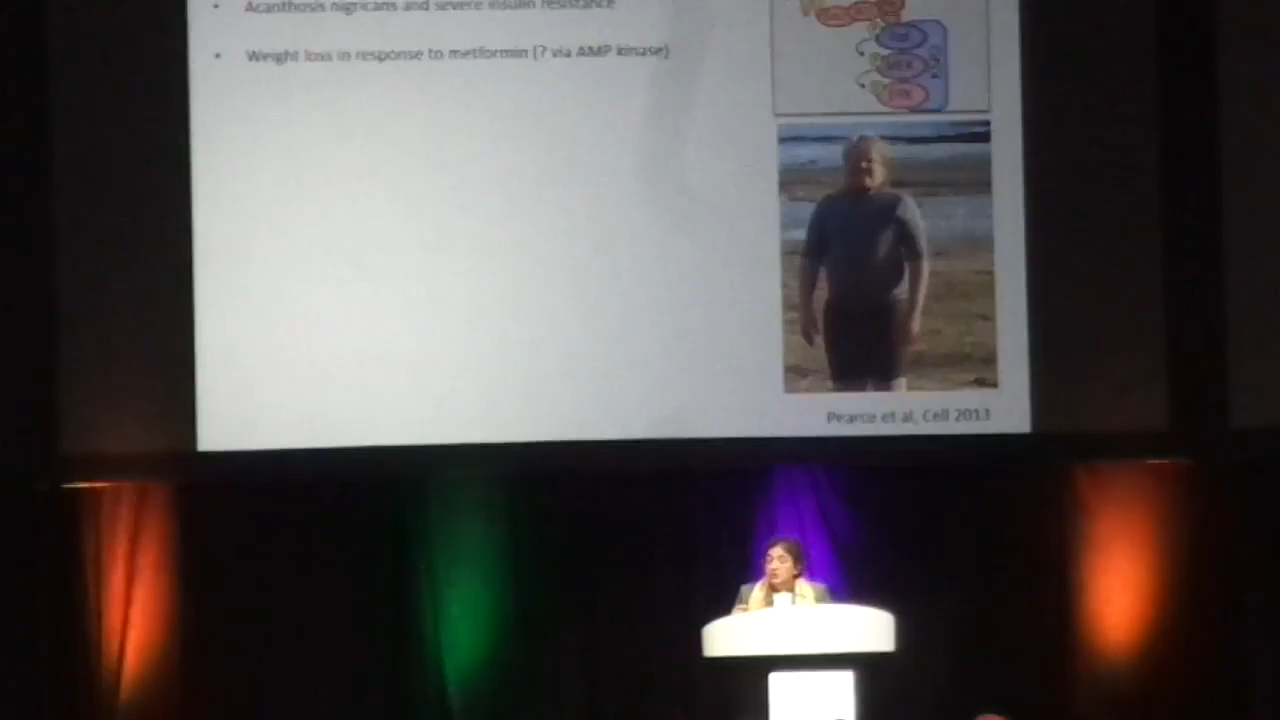 • Acanthosis nigricans and severe insulin resistance
• Weight loss in response to metformin (? via AMP kinase)
Pearce et al, Cell 2013